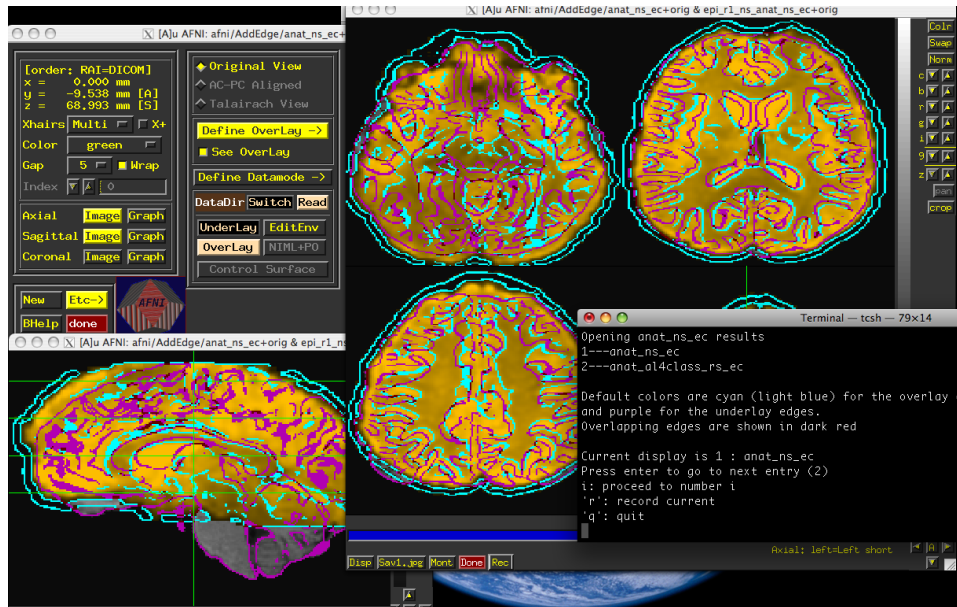 [A]u AFNI: afni/AddEdge/anat_ns_ec+orig & epi_r1_ns_anat_ns_ec+orig
[A]u AFNI: afni/AddEdge/anat_ns_ec+
[order: RAI=DICOM]
x = 0.000 mm
y = -9.538 mm [A]
z = 68.993 mm [S]
Xhairs Multi X+
Color green
Gap 5 Wrap
Index 0
Axial Image Graph
Sagittal Image Graph
Coronal Image Graph
New Etc->
BHelp done
AFNI
Original View
AC-PC Aligned
Talairach View
Define OverLay ->
See OverLay
Define Datamode ->
DataDir Switch Read
UnderLay EditEnv
OverLay NIML+PO
Control Surface
Colr
Swap
Norm
c
b
r
g
i
9
z
pan
crop
[A]u AFNI: afni/AddEdge/anat_ns_ec+orig & epi_r1_ns
Terminal — tcsh — 79×14
Opening anat_ns_ec results
1---anat_ns_ec
2---anat_al4class_rs_ec
Default colors are cyan (light blue) for the overlay
and purple for the underlay edges.
Overlapping edges are shown in dark red
Current display is 1 : anat_ns_ec
Press enter to go to next entry (2)
i: proceed to number i
'r': record current
'q': quit
Axial: left=Left short
A
Disp Sav1.jpg Mont Done Rec